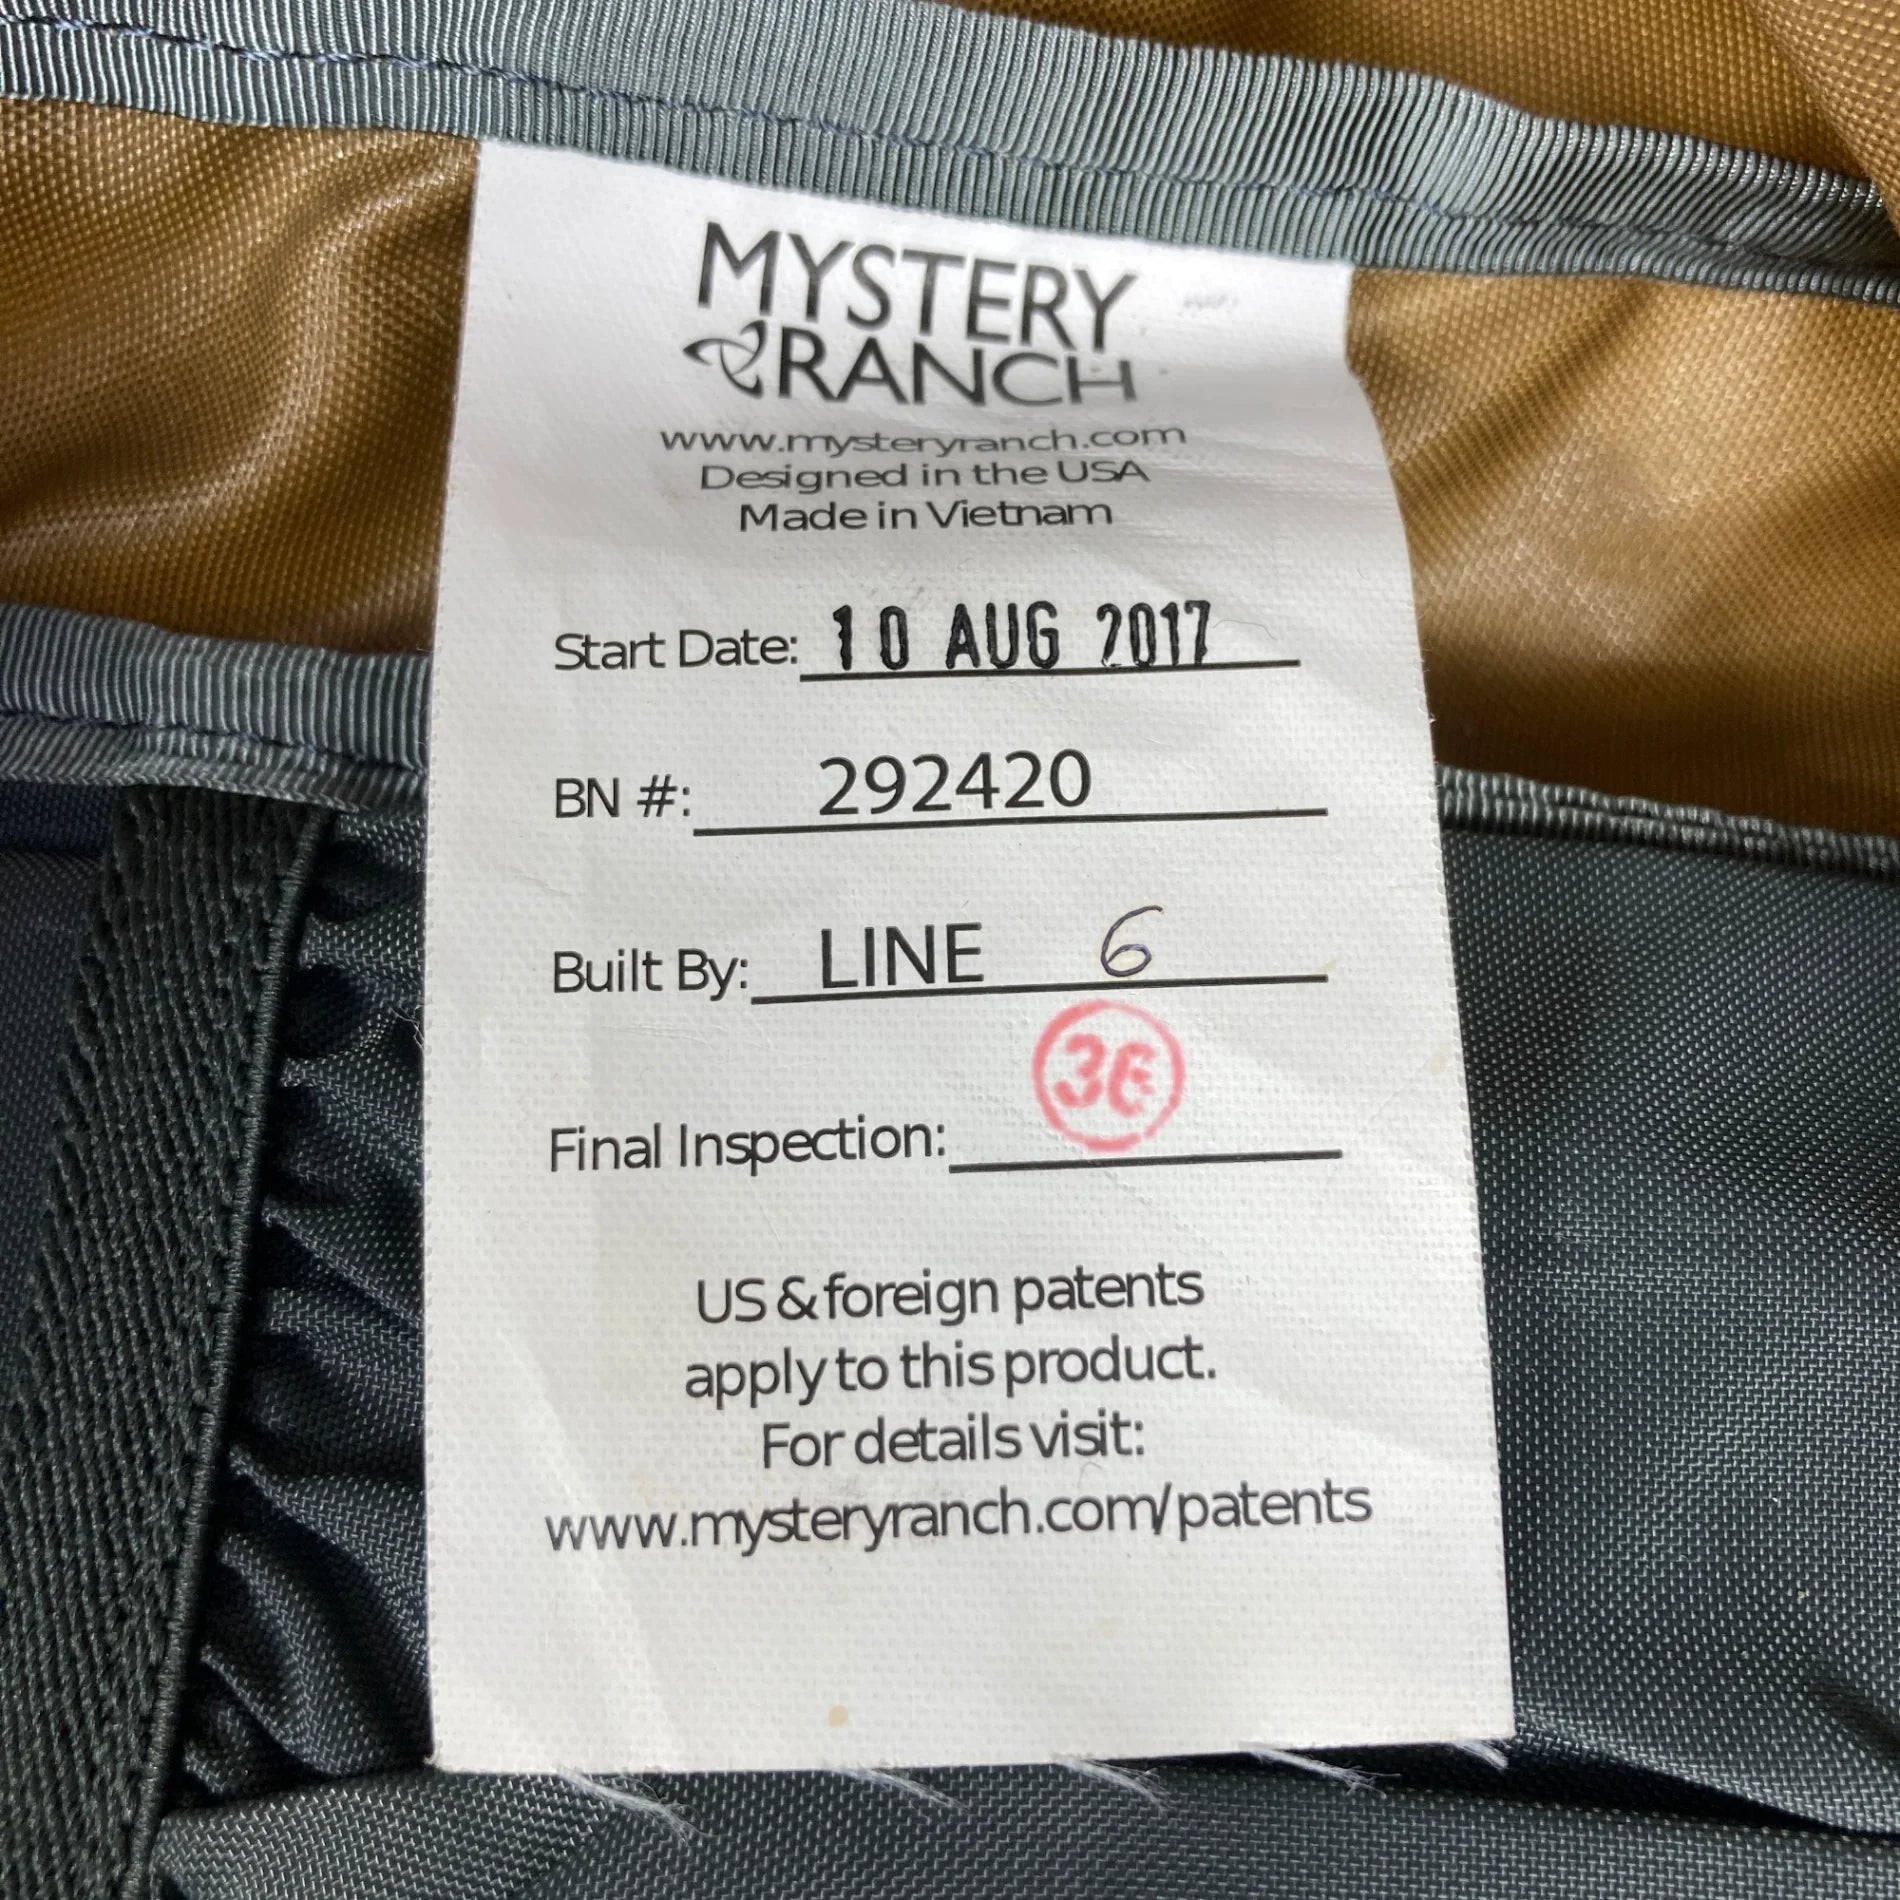 MYSTERY
RANCH
www.mysteryranch.com
Designed in the USA
Made in Vietnam
Start Date: 10 AUG 2017
BN #: 292420
Built By: LINE 6
Final Inspection:
US & foreign patents
apply to this product.
For details visit:
www.mysteryranch.com/patents